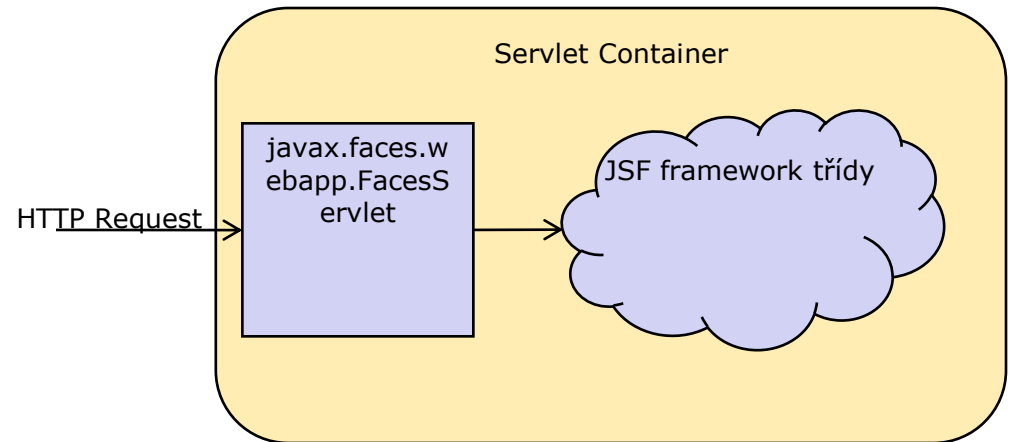 Servlet Container
javax.faces.w
ebapp.FacesS
ervlet
JSF framework třídy
HTTP Request